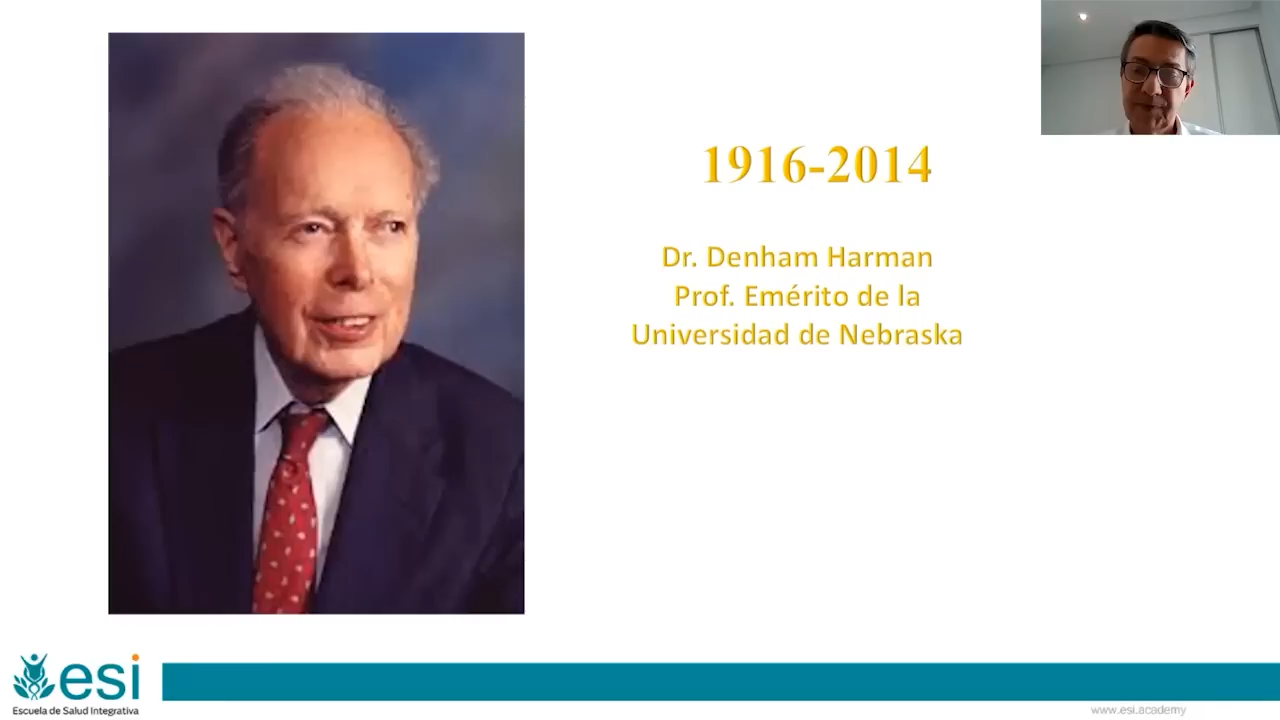 1916-2014
Dr. Denham Harman
Prof. Emérito de la
Universidad de Nebraska
esi
Escuela de Salud Integrativa
www.esi.academy